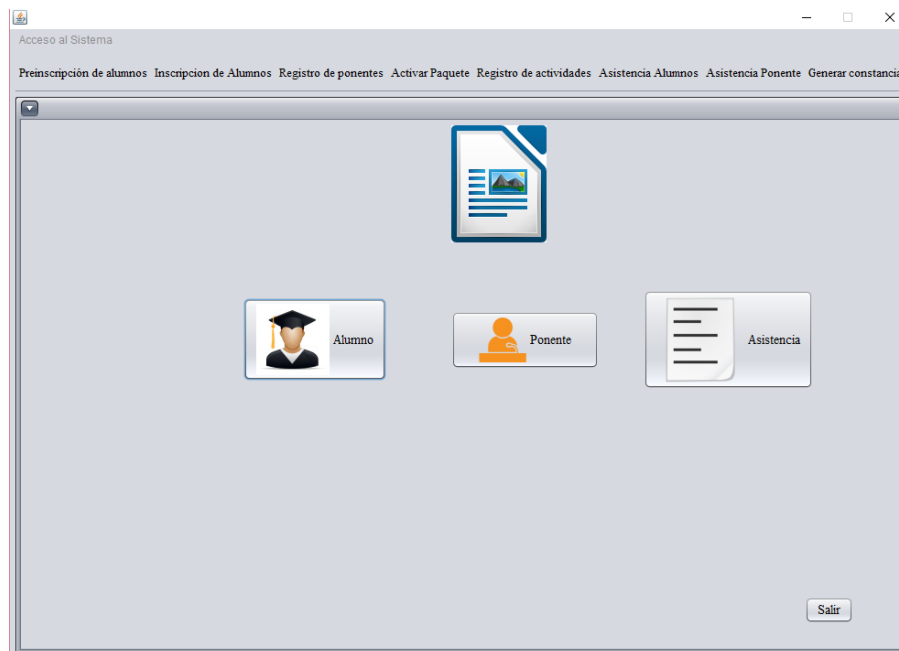 Acceso al Sistema
Preinscripción de alumnos Inscripcion de Alumnos Registro de ponentes Activar Paquete Registro de actividades Asistencia Alumnos Asistencia Ponente Generar constancia
Alumno
Ponente
Asistencia
Salir